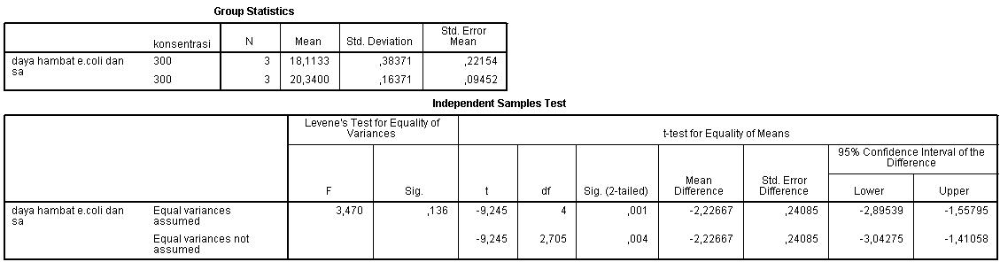 Group Statistics
konsentrasi N Mean Std. Deviation Std. Error Mean
daya hambat e.coli dan sa 300 3 18,1133 ,38371 ,22154
300 3 20,3400 ,16371 ,09452
Independent Samples Test
Levene's Test for Equality of Variances t-test for Equality of Means
95% Confidence Interval of the Difference
F Sig. t df Sig. (2-tailed) Mean Difference Std. Error Difference Lower Upper
daya hambat e.coli dan sa Equal variances assumed 3,470 ,136 -9,245 4 ,001 -2,22667 ,24085 -2,89539 -1,55795
Equal variances not assumed -9,245 2,705 ,004 -2,22667 ,24085 -3,04275 -1,41058